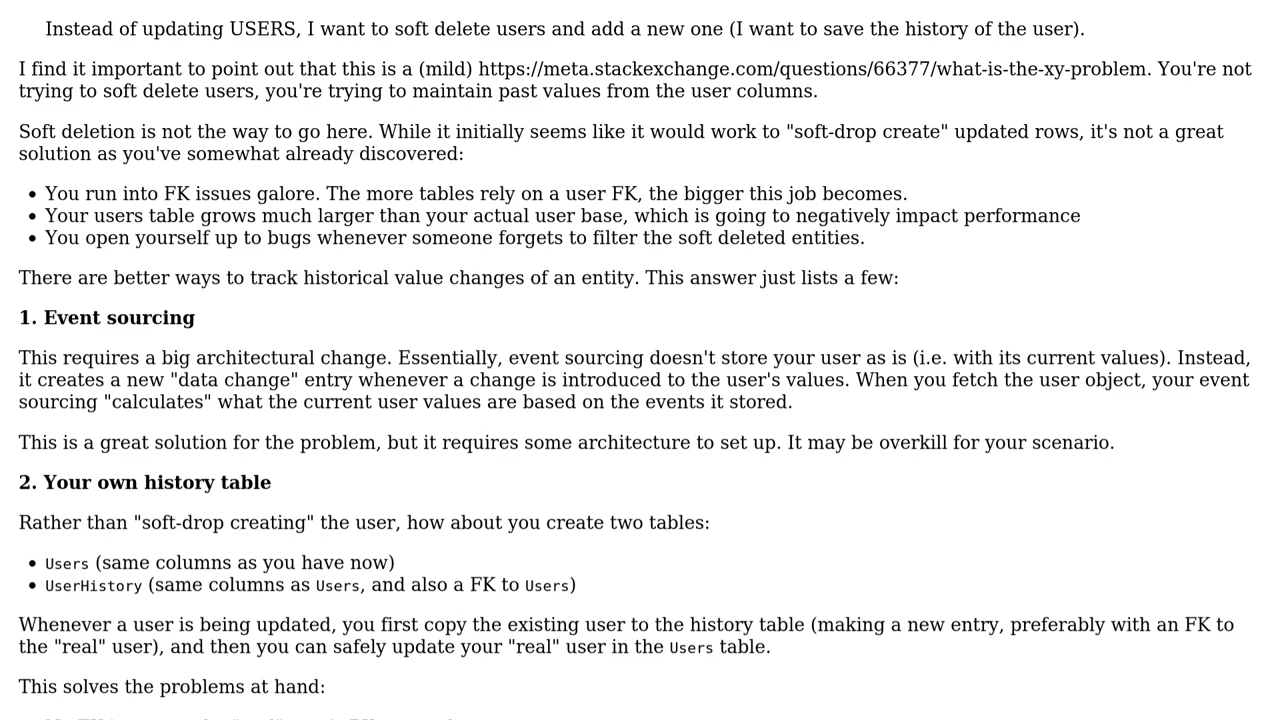 Instead of updating USERS, I want to soft delete users and add a new one (I want to save the history of the user).
I find it important to point out that this is a (mild) https://meta.stackexchange.com/questions/66377/what-is-the-xy-problem. You're not
trying to soft delete users, you're trying to maintain past values from the user columns.
Soft deletion is not the way to go here. While it initially seems like it would work to "soft-drop create" updated rows, it's not a great
solution as you've somewhat already discovered:
• You run into FK issues galore. The more tables rely on a user FK, the bigger this job becomes.
• Your users table grows much larger than your actual user base, which is going to negatively impact performance
• You open yourself up to bugs whenever someone forgets to filter the soft deleted entities.
There are better ways to track historical value changes of an entity. This answer just lists a few:
1. Event sourcing
This requires a big architectural change. Essentially, event sourcing doesn't store your user as is (i.e. with its current values). Instead,
it creates a new "data change" entry whenever a change is introduced to the user's values. When you fetch the user object, your event
sourcing "calculates" what the current user values are based on the events it stored.
This is a great solution for the problem, but it requires some architecture to set up. It may be overkill for your scenario.
2. Your own history table
Rather than "soft-drop creating" the user, how about you create two tables:
• Users (same columns as you have now)
• UserHistory (same columns as Users, and also a FK to Users)
Whenever a user is being updated, you first copy the existing user to the history table (making a new entry, preferably with an FK to
the "real" user), and then you can safely update your "real" user in the Users table.
This solves the problems at hand: